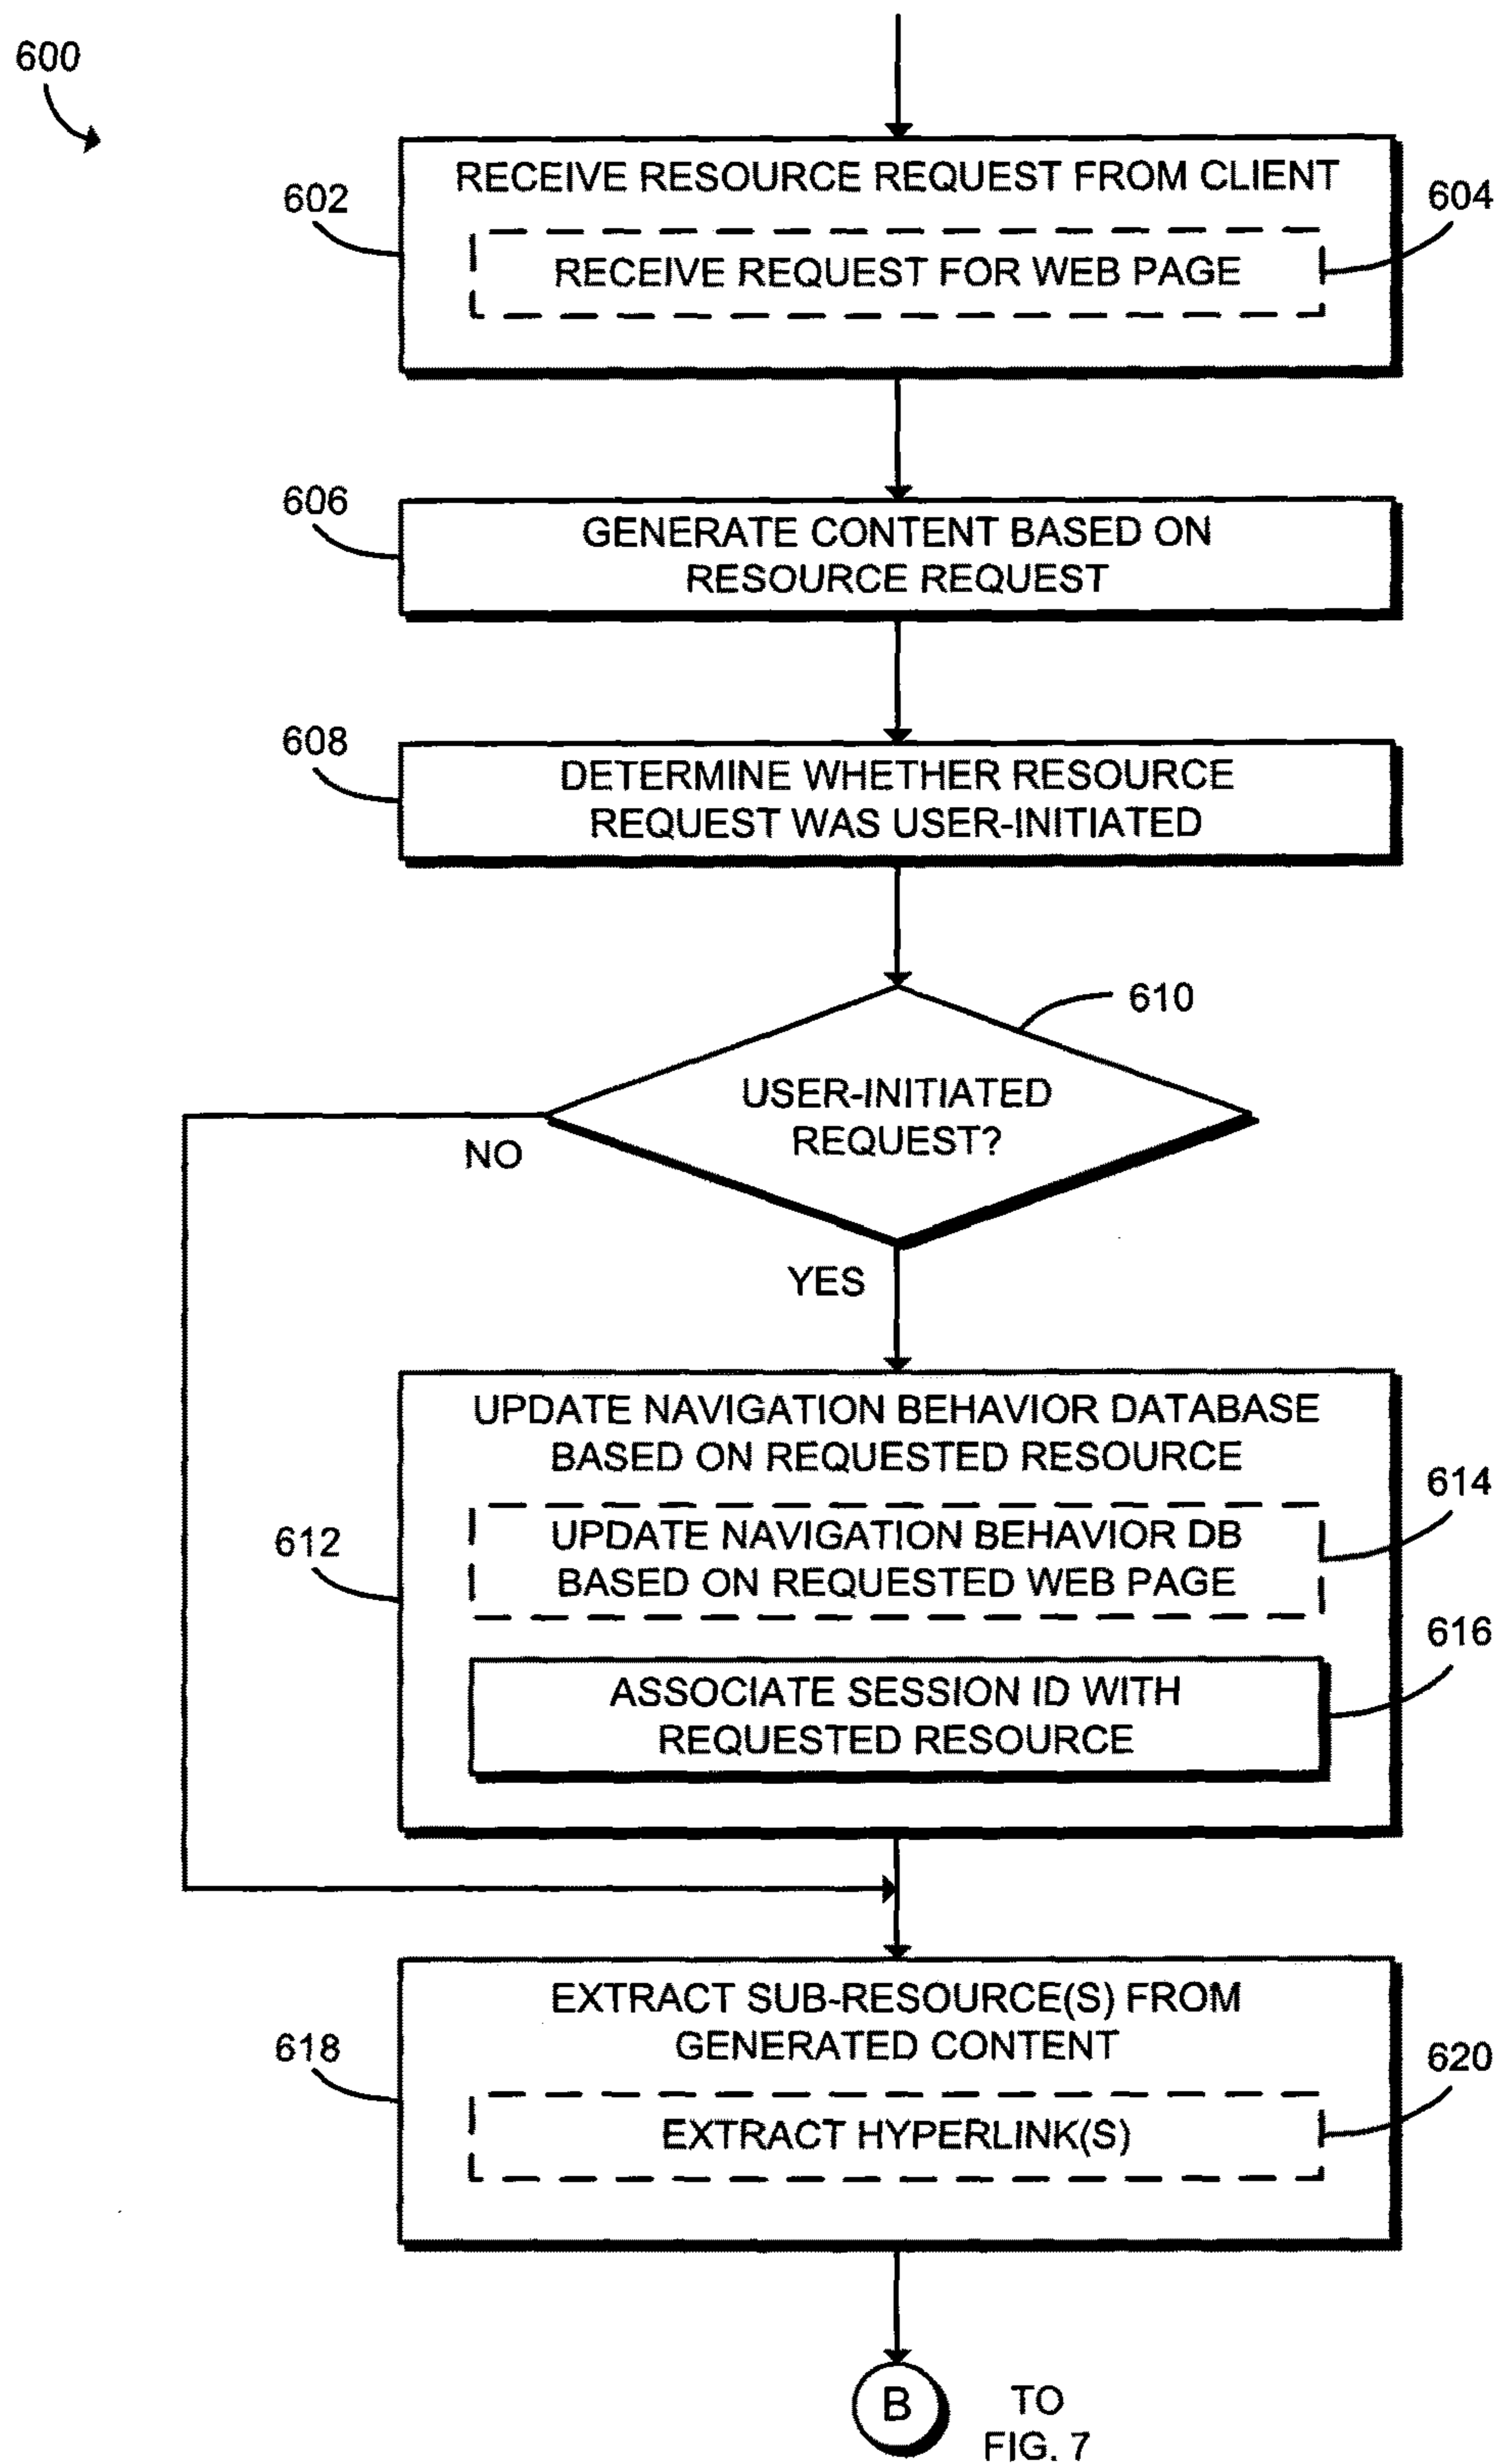 600
RECEIVE RESOURCE REQUEST FROM CLIENT
602
604
RECEIVE REQUEST FOR WEB PAGE
606
GENERATE CONTENT BASED ON
RESOURCE REQUEST
608
DETERMINE WHETHER RESOURCE
REQUEST WAS USER-INITIATED
610
USER-INITIATED
REQUEST?
NO
YES
UPDATE NAVIGATION BEHAVIOR DATABASE
BASED ON REQUESTED RESOURCE
614
612
UPDATE NAVIGATION BEHAVIOR DB
BASED ON REQUESTED WEB PAGE
616
ASSOCIATE SESSION ID WITH
REQUESTED RESOURCE
EXTRACT SUB-RESOURCE(S) FROM
GENERATED CONTENT
618
620
EXTRACT HYPERLINK(S)
B
TO
FIG. 7